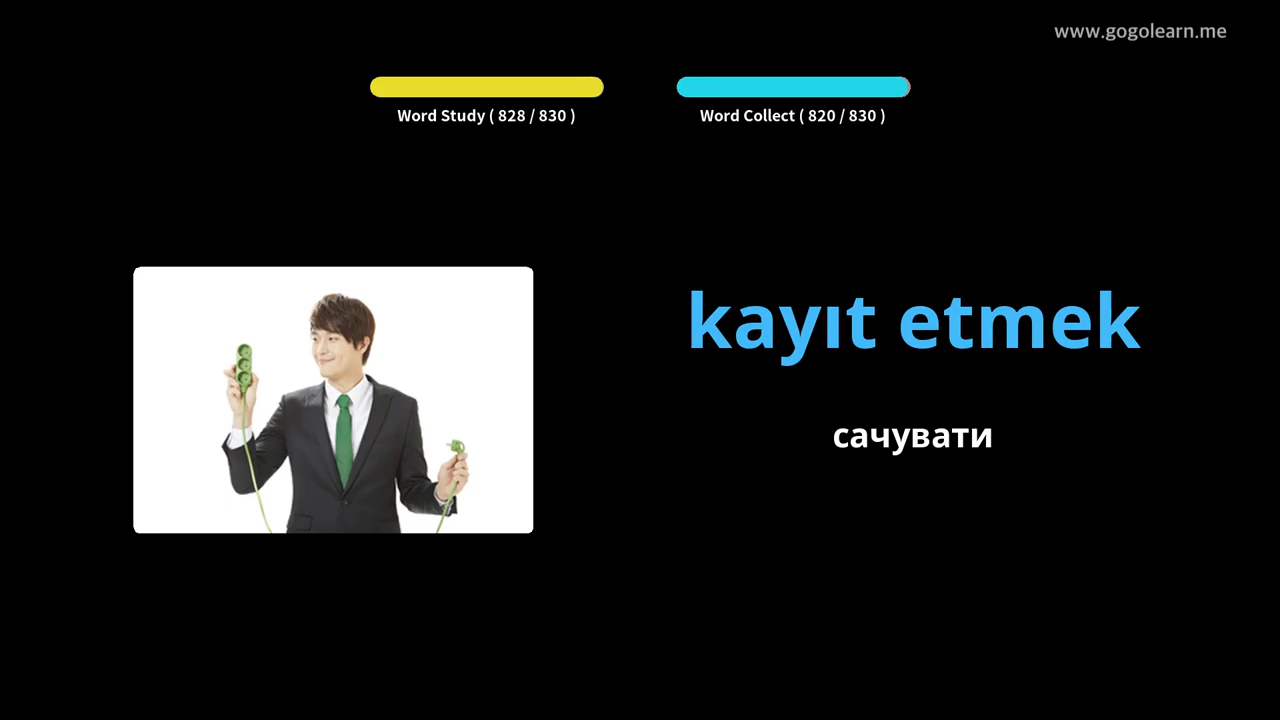 www.gogolearn.me
Word Study ( 828 / 830 )
Word Collect ( 820 / 830 )
kayıt etmek
сачувати